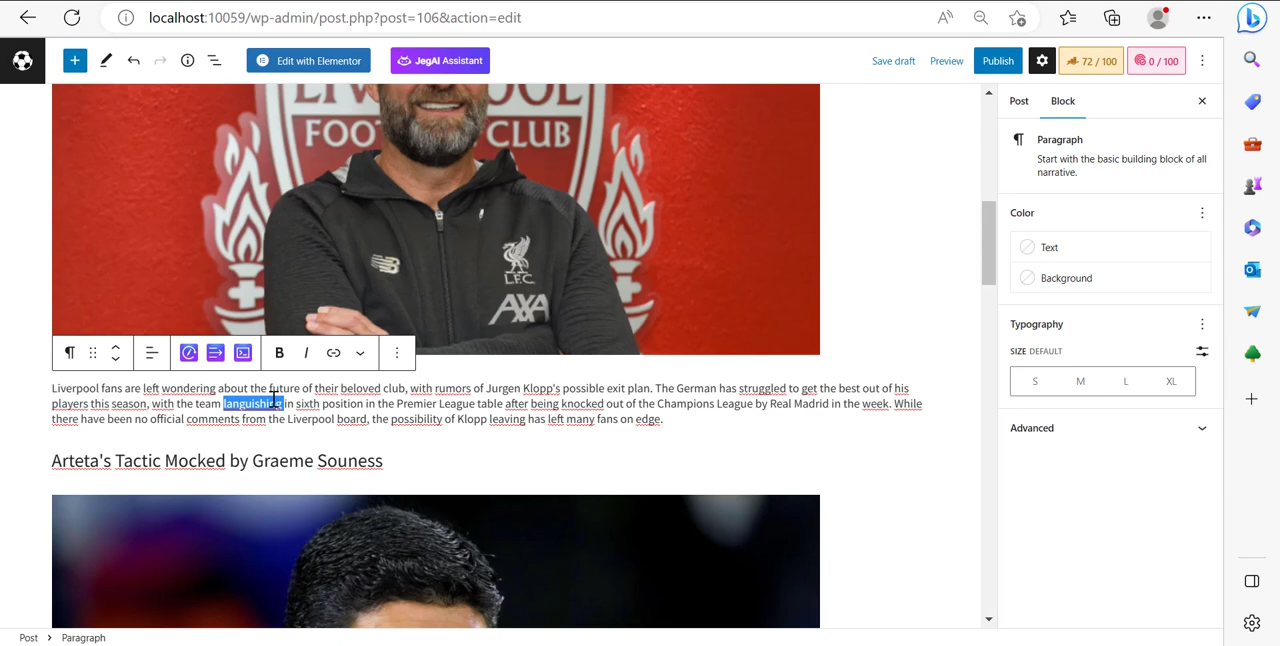 localhost:10059/wp-admin/post.php?post=106&action=edit
Edit with Elementor
JegAI Assistant
Save draft
Preview
Publish
72 / 100
0 / 100
LIVERPOOL
FOOT
CLUB
L.F.C.
AXA
Liverpool fans are left wondering about the future of their beloved club, with rumors of Jurgen Klopp's possible exit plan. The German has struggled to get the best out of his
players this season, with the team languishing in sixth position in the Premier League table after being knocked out of the Champions League by Real Madrid in the week. While
there have been no official comments from the Liverpool board, the possibility of Klopp leaving has left many fans on edge.
Arteta's Tactic Mocked by Graeme Souness
Post
Block
Paragraph
Start with the basic building block of all
narrative.
Color
Text
Background
Typography
SIZE DEFAULT
S M L XL
Advanced
Post > Paragraph